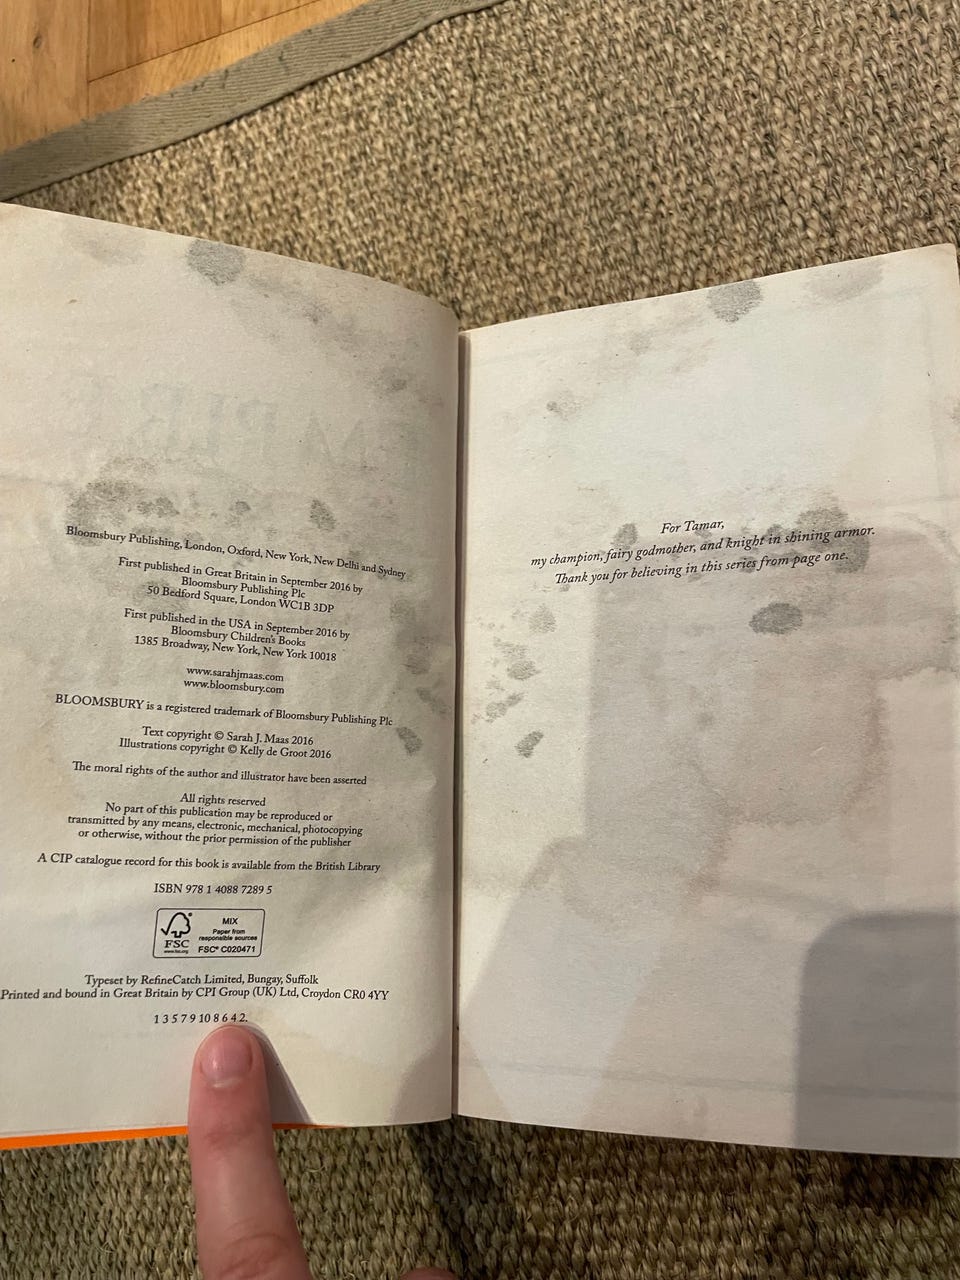 Bloomsbury Publishing, London, Oxford, New York, New Delhi and Sydney
First published in Great Britain in September 2016 by
Bloomsbury Publishing Plc
50 Bedford Square, London WC1B 3DP
First published in the USA in September 2016 by
Bloomsbury Children's Books
1385 Broadway, New York, New York 10018
www.sarahjmaas.com
www.bloomsbury.com
BLOOMSBURY is a registered trademark of Bloomsbury Publishing Plc
Text copyright © Sarah J. Maas 2016
Illustrations copyright © Kelly de Groot 2016
The moral rights of the author and illustrator have been asserted
All rights reserved
No part of this publication may be reproduced or
transmitted by any means, electronic, mechanical, photocopying
or otherwise, without the prior permission of the publisher
A CIP catalogue record for this book is available from the British Library
ISBN 978 1 4088 7289 5
MIX
Paper from
responsible sources
FSC
www.fsc.org
FSC® C020471
Typeset by RefineCatch Limited, Bungay, Suffolk
Printed and bound in Great Britain by CPI Group (UK) Ltd, Croydon CR0 4YY
1 3 5 7 9 10 8 6 4 2
For Tamar,
my champion, fairy godmother, and knight in shining armor.
Thank you for believing in this series from page one.